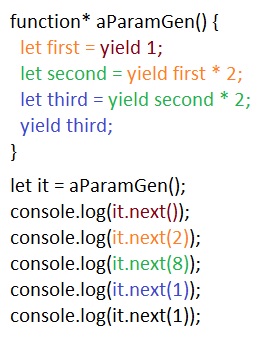 function* aParamGen() {
let first = yield 1;
let second = yield first * 2;
let third = yield second * 2;
yield third;
}
let it = aParamGen();
console.log(it.next());
console.log(it.next(2));
console.log(it.next(8));
console.log(it.next(1));
console.log(it.next(1));